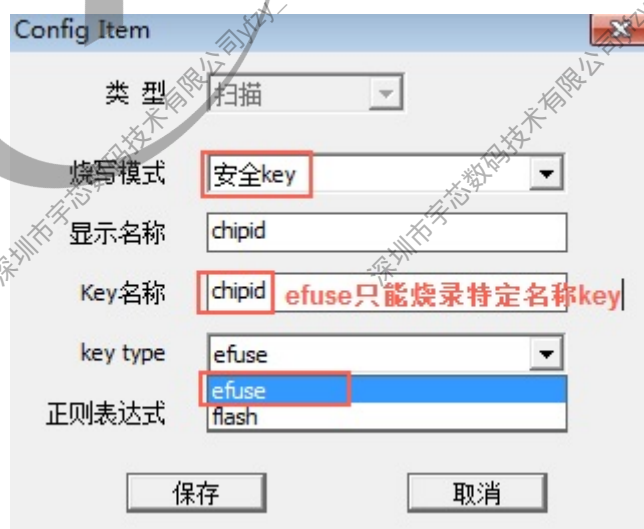 Config Item
类 型 扫描
烧写模式 安全key
显示名称 chipid
Key名称 chipid efuse只能烧录特定名称key
key type efuse
efuse
正则表达式 flash
保存 取消